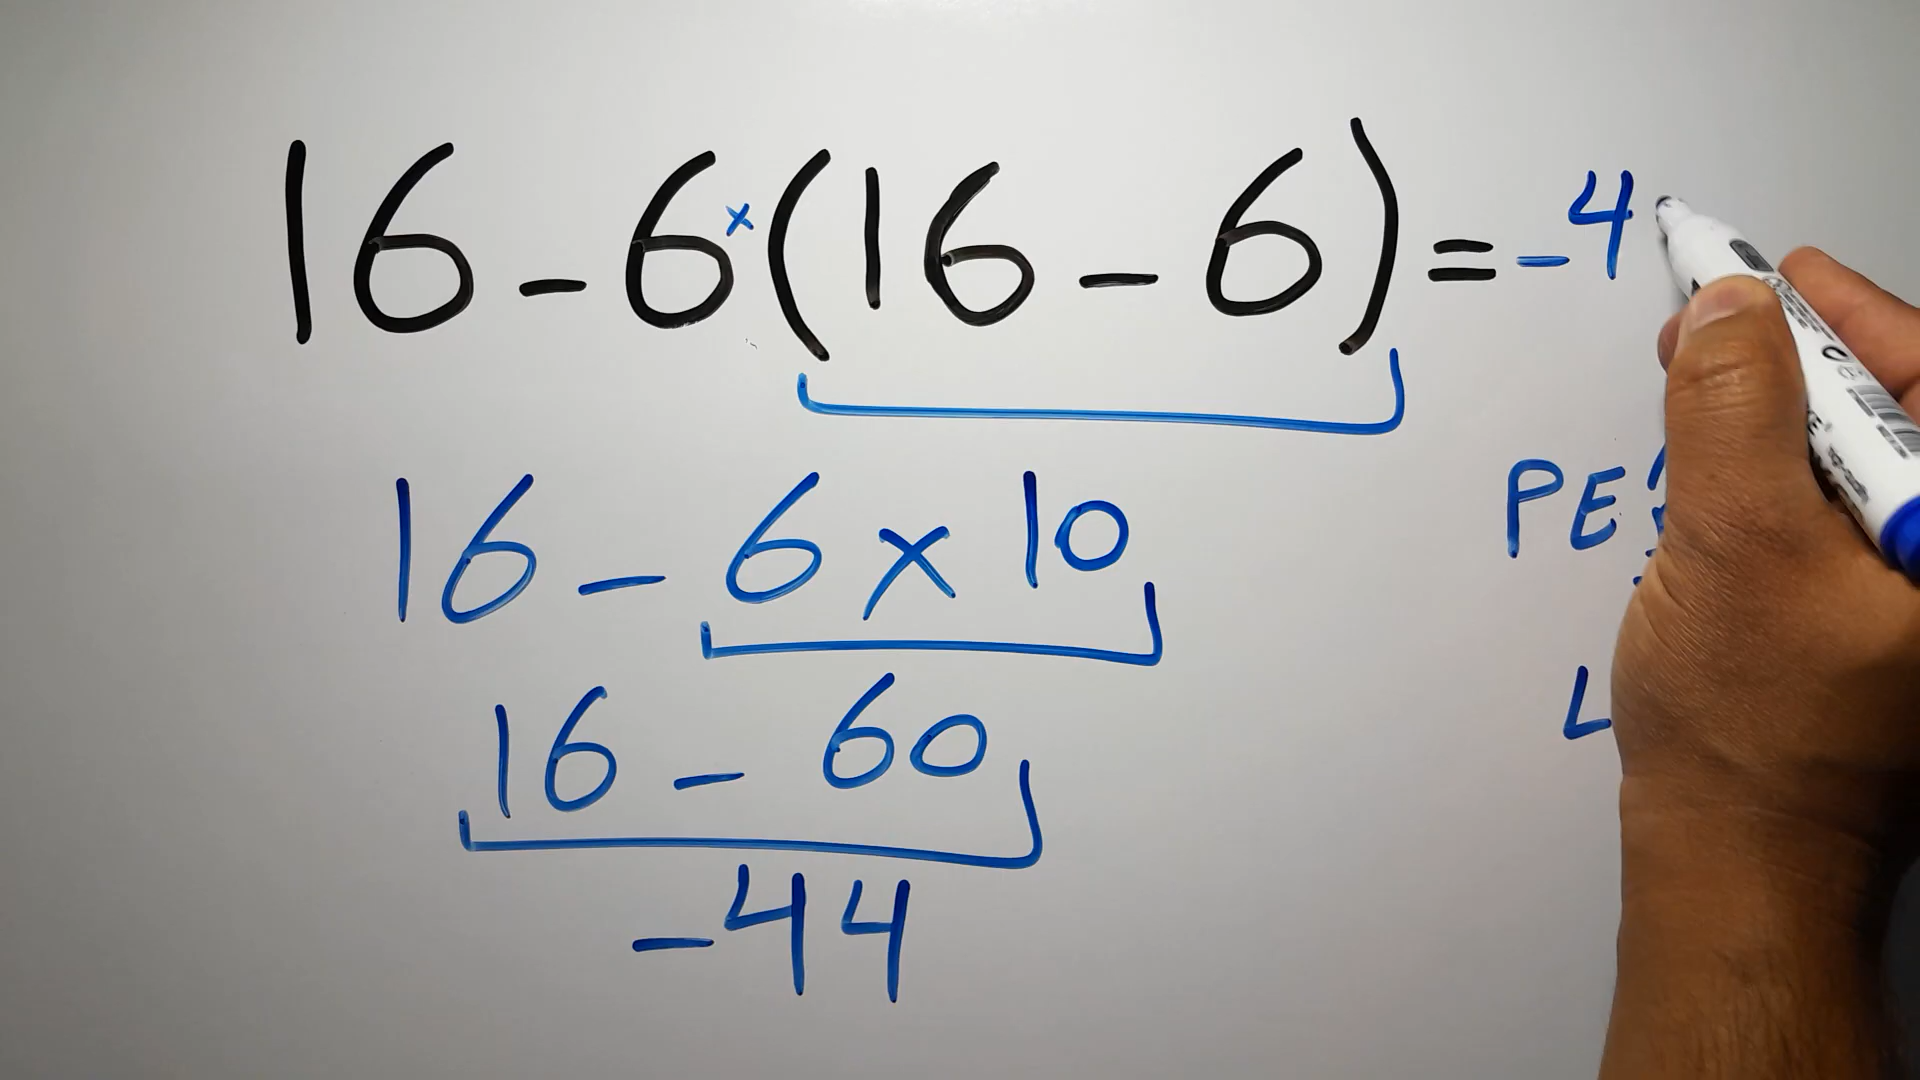 16 - 6 × (16 - 6) = -4
16 - 6 × 10
16 - 60
-44
PE
L